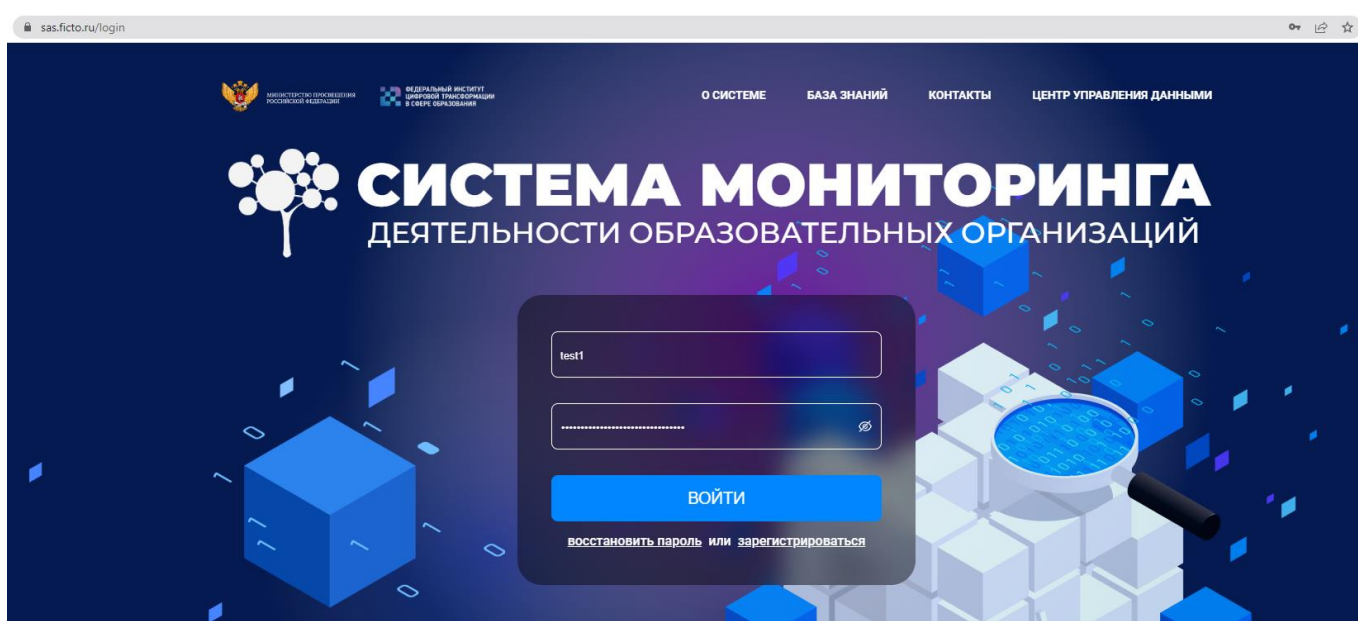 sas.ficto.ru/login
МИНИСТЕРСТВО ПРОСВЕЩЕНИЯ
РОССИЙСКОЙ ФЕДЕРАЦИИ
ФЕДЕРАЛЬНЫЙ ИНСТИТУТ
ЦИФРОВОЙ ТРАНСФОРМАЦИИ
В СФЕРЕ ОБРАЗОВАНИЯ
О СИСТЕМЕ БАЗА ЗНАНИЙ КОНТАКТЫ ЦЕНТР УПРАВЛЕНИЯ ДАННЫМИ
СИСТЕМА МОНИТОРИНГА
ДЕЯТЕЛЬНОСТИ ОБРАЗОВАТЕЛЬНЫХ ОРГАНИЗАЦИЙ
test1
ВОЙТИ
восстановить пароль или зарегистрироваться